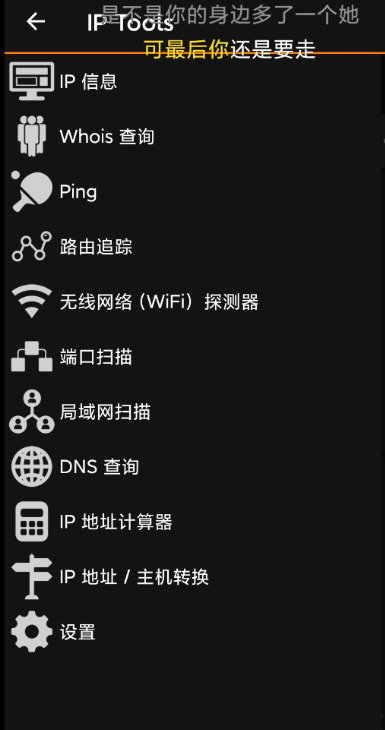 是不是你的身边多了一个她
IP Tools
可最后你还是要走
IP 信息
Whois 查询
Ping
路由追踪
无线网络 (WiFi) 探测器
端口扫描
局域网扫描
DNS 查询
IP 地址计算器
IP 地址 / 主机转换
设置